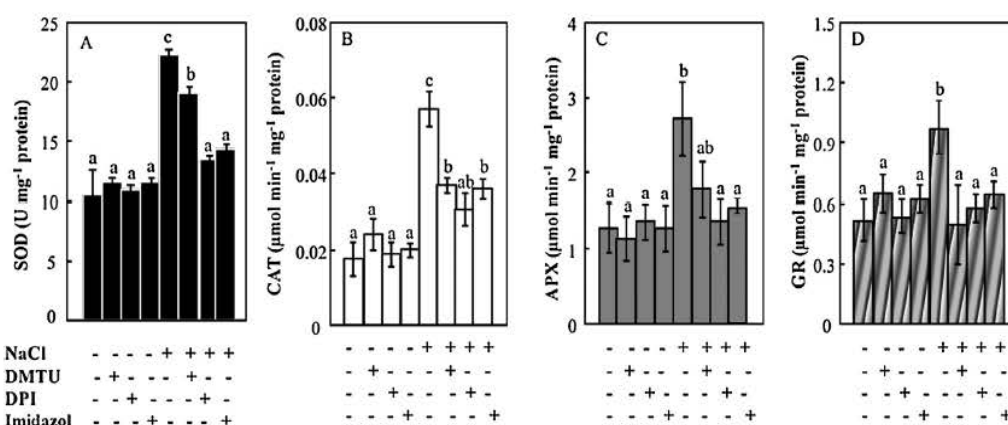 A
SOD (U mg⁻¹ protein)
25
20
15
10
5
0
a a a a c b a a
B
CAT (µmol min⁻¹ mg⁻¹ protein)
0.08
0.06
0.04
0.02
0
a a a a c b ab b
C
APX (µmol min⁻¹ mg⁻¹ protein)
4
3
2
1
0
a a a a b ab a a
D
GR (µmol min⁻¹ mg⁻¹ protein)
1.5
1.2
0.9
0.6
0.3
0
a a a a b a a a
NaCl - - - - + + + + - - - - + + + + - - - - + + + + - - - - + + + +
DMTU - + - - - + - - - + - - - + - - - + - - - + - - - + - - - + - -
DPI - - + - - - + - - - + - - - + - - - + - - - + - - - + - - - + -
Imidazol - - - + - - - + - - - + - - - + - - - + - - - + - - - + - - - +